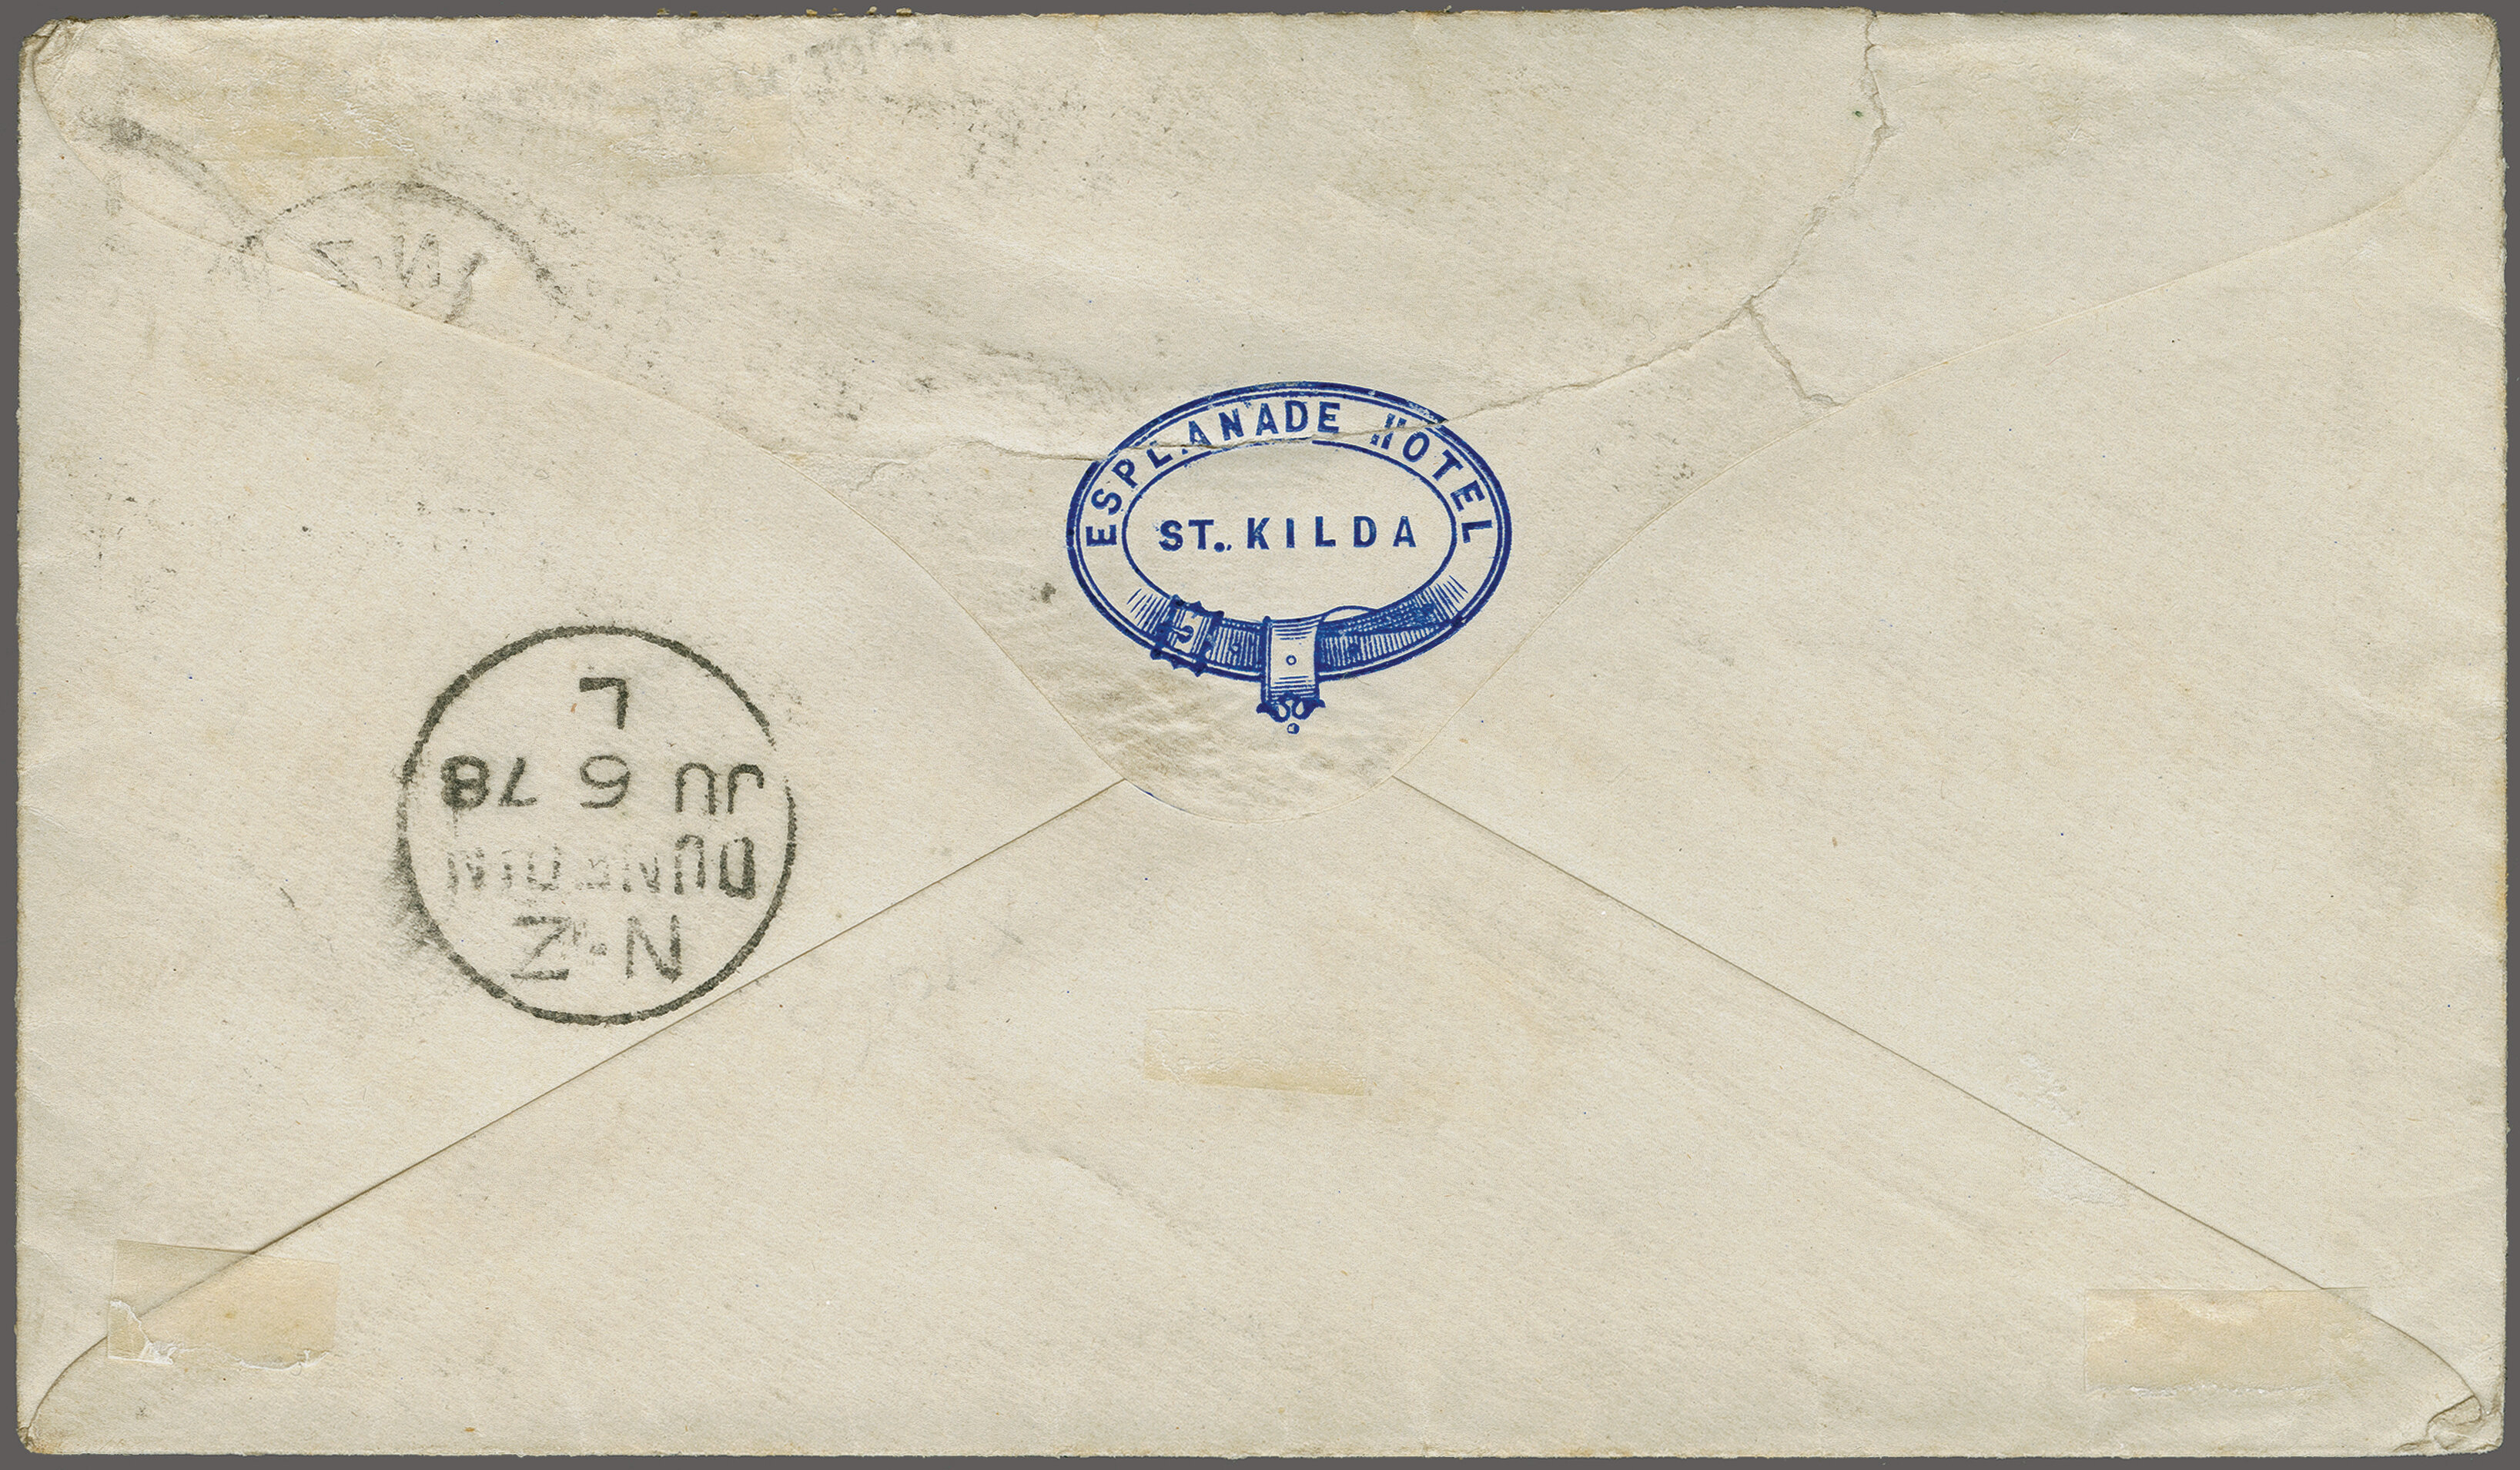 N·Z
ESPLANADE HOTEL
ST. KILDA
N·Z
DUNEDIN
JU 6 78
L